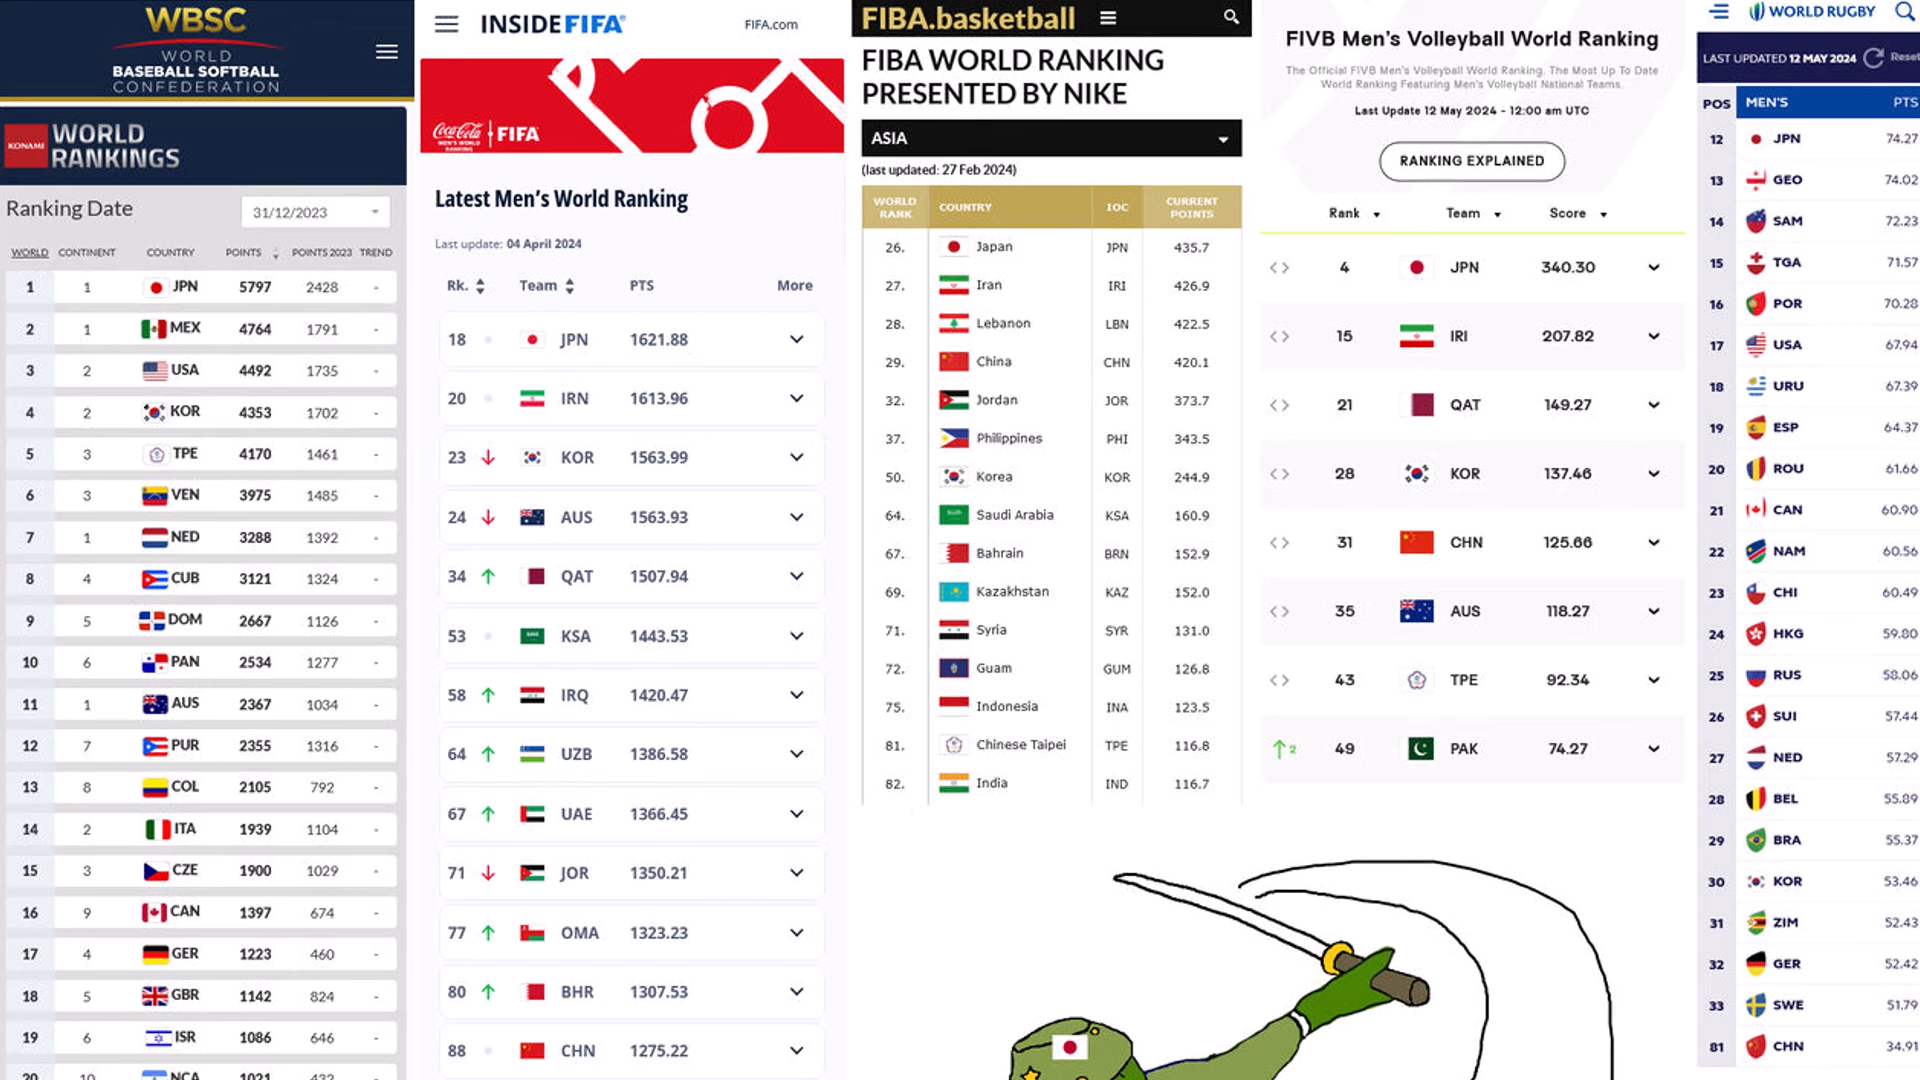 WBSC
WORLD
BASEBALL SOFTBALL
CONFEDERATION
KONAMI
WORLD
RANKINGS
Ranking Date
31/12/2023
WORLD CONTINENT COUNTRY POINTS POINTS 2023 TREND
1 1 JPN 5797 2428 -
2 1 MEX 4764 1791 -
3 2 USA 4492 1735 -
4 2 KOR 4353 1702 -
5 3 TPE 4170 1461 -
6 3 VEN 3975 1485 -
7 1 NED 3288 1392 -
8 4 CUB 3121 1324 -
9 5 DOM 2667 1126 -
10 6 PAN 2534 1277 -
11 1 AUS 2367 1034 -
12 7 PUR 2355 1316 -
13 8 COL 2105 792 -
14 2 ITA 1939 1104 -
15 3 CZE 1900 1029 -
16 9 CAN 1397 674 -
17 4 GER 1223 460 -
18 5 GBR 1142 824 -
19 6 ISR 1086 646 -
20 10 NCA 1021 432
INSIDE FIFA
FIFA.com
Coca-Cola
MEN'S WORLD
RANKING
FIFA
Latest Men's World Ranking
Last update: 04 April 2024
Rk. Team PTS More
18 JPN 1621.88
20 IRN 1613.96
23 KOR 1563.99
24 AUS 1563.93
34 QAT 1507.94
53 KSA 1443.53
58 IRQ 1420.47
64 UZB 1386.58
67 UAE 1366.45
71 JOR 1350.21
77 OMA 1323.23
80 BHR 1307.53
88 CHN 1275.22
FIBA.basketball
FIBA WORLD RANKING
PRESENTED BY NIKE
ASIA
(last updated: 27 Feb 2024)
WORLD RANK COUNTRY IOC CURRENT POINTS
26. Japan JPN 435.7
27. Iran IRI 426.9
28. Lebanon LBN 422.5
29. China CHN 420.1
32. Jordan JOR 373.7
37. Philippines PHI 343.5
50. Korea KOR 244.9
64. Saudi Arabia KSA 160.9
67. Bahrain BRN 152.9
69. Kazakhstan KAZ 152.0
71. Syria SYR 131.0
72. Guam GUM 126.8
75. Indonesia INA 123.5
81. Chinese Taipei TPE 116.8
82. India IND 116.7
FIVB Men's Volleyball World Ranking
The Official FIVB Men's Volleyball World Ranking. The Most Up To Date
World Ranking Featuring Men's Volleyball National Teams.
Last Update 12 May 2024 - 12:00 am UTC
RANKING EXPLAINED
Rank Team Score
4 JPN 340.30
15 IRI 207.82
21 QAT 149.27
28 KOR 137.46
31 CHN 125.66
35 AUS 118.27
43 TPE 92.34
2 49 PAK 74.27
WORLD RUGBY
LAST UPDATED 12 MAY 2024 Reset
POS MEN'S PTS
12 JPN 74.27
13 GEO 74.02
14 SAM 72.23
15 TGA 71.57
16 POR 70.28
17 USA 67.94
18 URU 67.39
19 ESP 64.37
20 ROU 61.66
21 CAN 60.90
22 NAM 60.56
23 CHI 60.49
24 HKG 59.80
25 RUS 58.06
26 SUI 57.44
27 NED 57.29
28 BEL 55.89
29 BRA 55.37
30 KOR 53.46
31 ZIM 52.43
32 GER 52.42
33 SWE 51.79
81 CHN 34.91